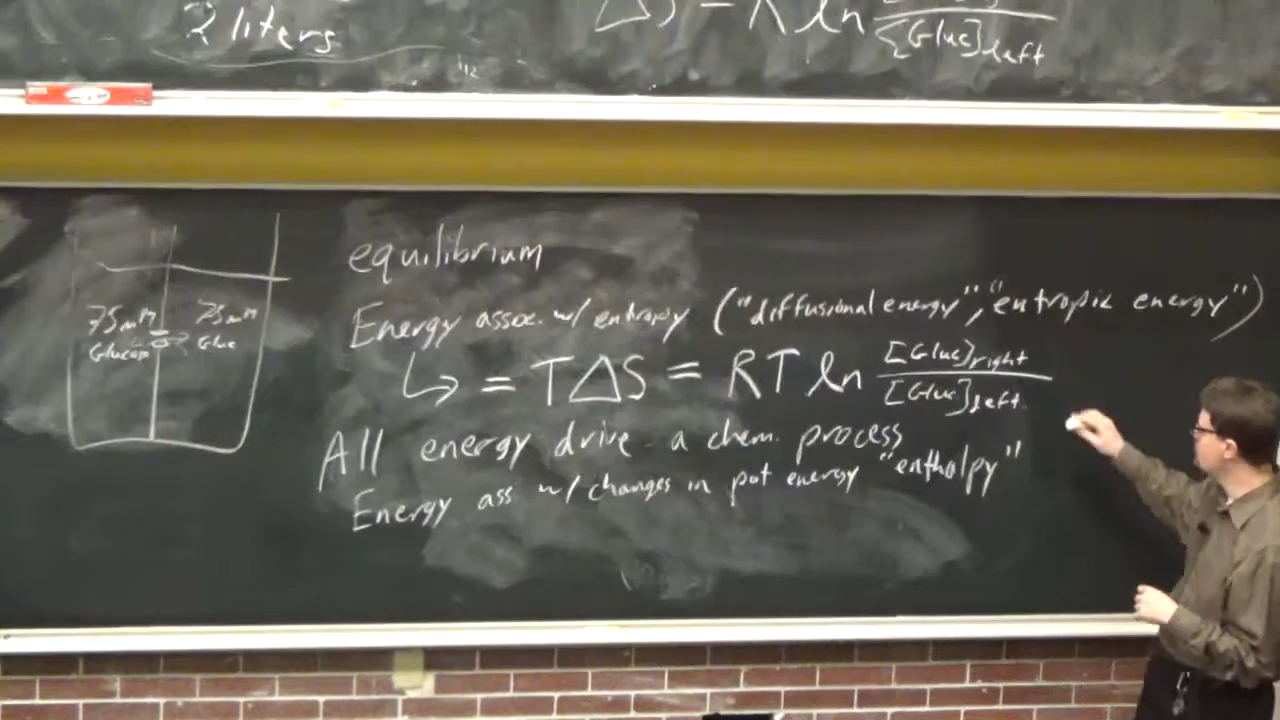 2 liters
ΔS = R ln [Gluc]left
equilibrium
Energy assoc. w/ entropy ("diffusional energy", "entropic energy")
↳ = TΔS = RT ln [Gluc]right / [Gluc]left
All energy drive a chem. process
Energy ass w/ changes in pot energy "entholpy"
75mM
Glucose
75mM
Gluc